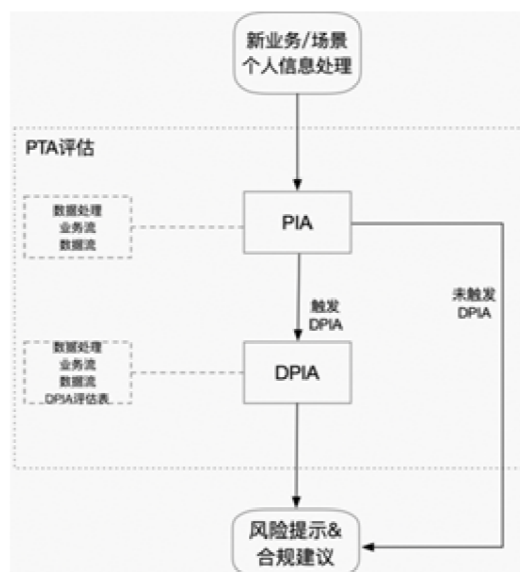 新业务/场景
个人信息处理
PTA评估
数据处理
业务流
数据流
PIA
触发
DPIA
未触发
DPIA
数据处理
业务流
数据流
DPIA评估表
DPIA
风险提示&
合规建议